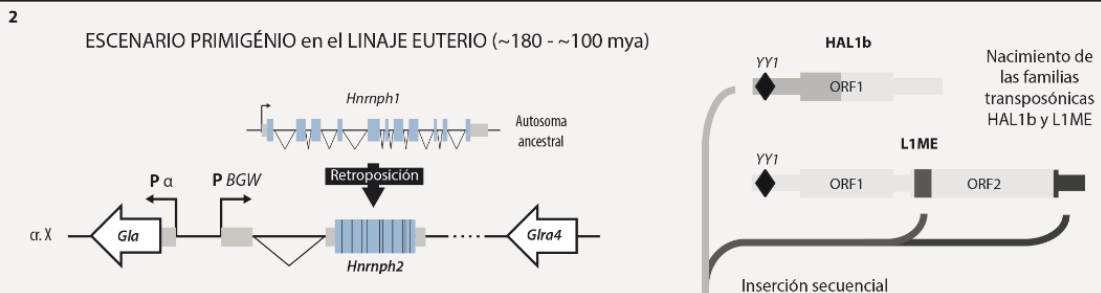 2
ESCENARIO PRIMIGÉNIO en el LINAJE EUTERIO (~180 - ~100 mya)
Hnrnph1
Autosoma
ancestral
Retroposición
P α
P BGW
cr. X
Gla
Hnrnph2
Glra4
HAL1b
YY1
ORF1
Nacimiento de
las familias
transposónicas
HAL1b y L1ME
L1ME
YY1
ORF1
ORF2
Inserción secuencial